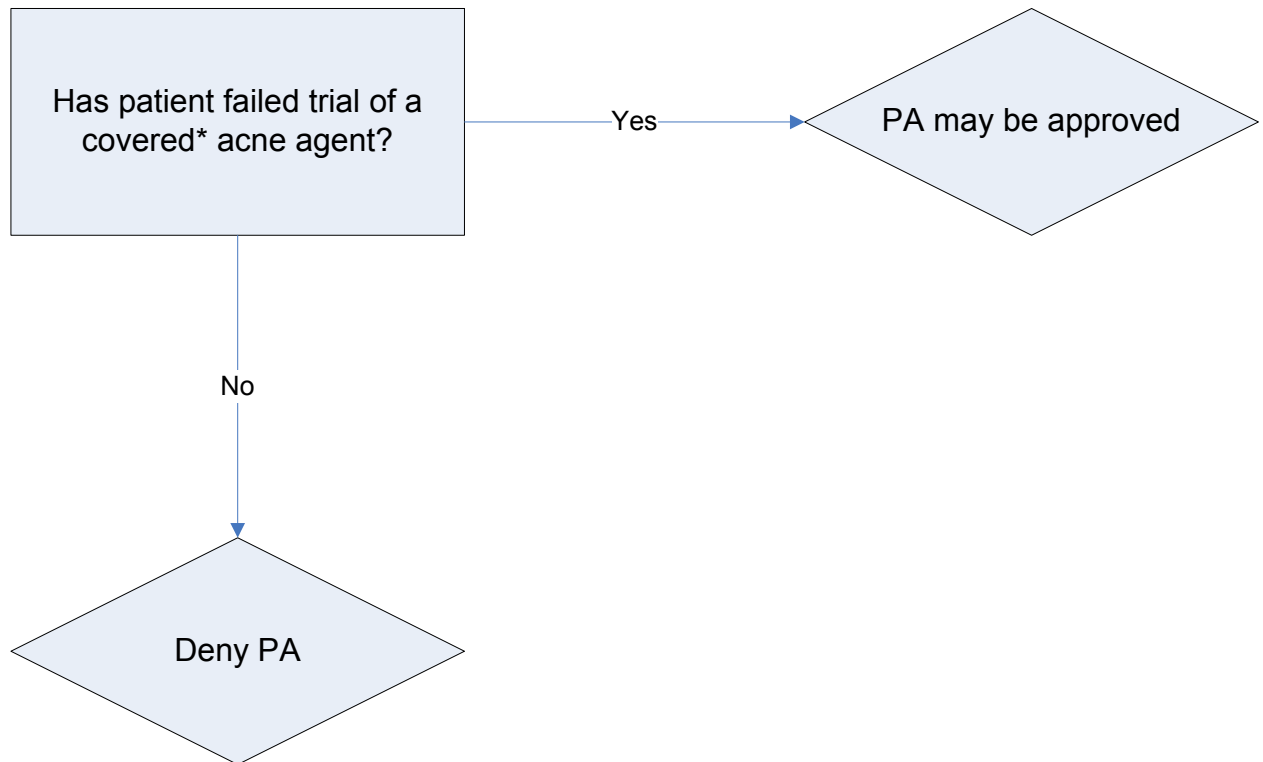 Has patient failed trial of a
covered* acne agent?
Yes
PA may be approved
No
Deny PA